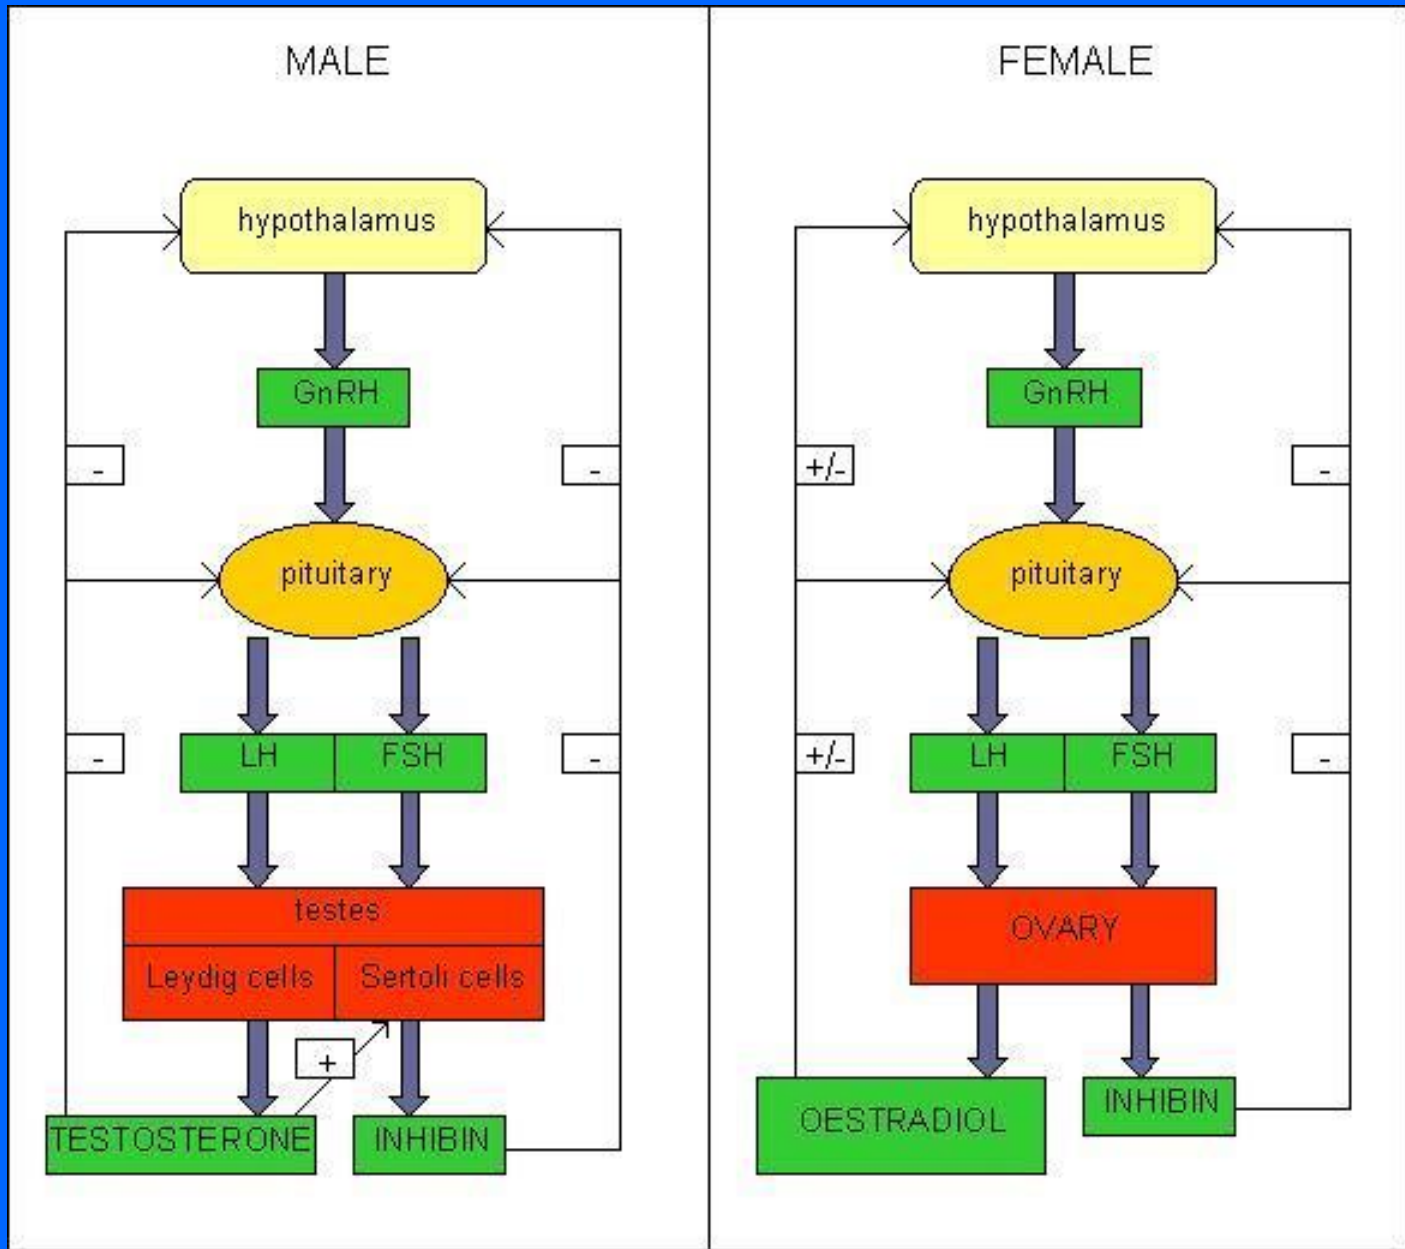 MALE
hypothalamus
GnRH
-
-
pituitary
LH
FSH
-
-
testes
Leydig cells
Sertoli cells
+
TESTOSTERONE
INHIBIN
FEMALE
hypothalamus
GnRH
+/-
-
pituitary
LH
FSH
+/-
-
OVARY
OESTRADIOL
INHIBIN